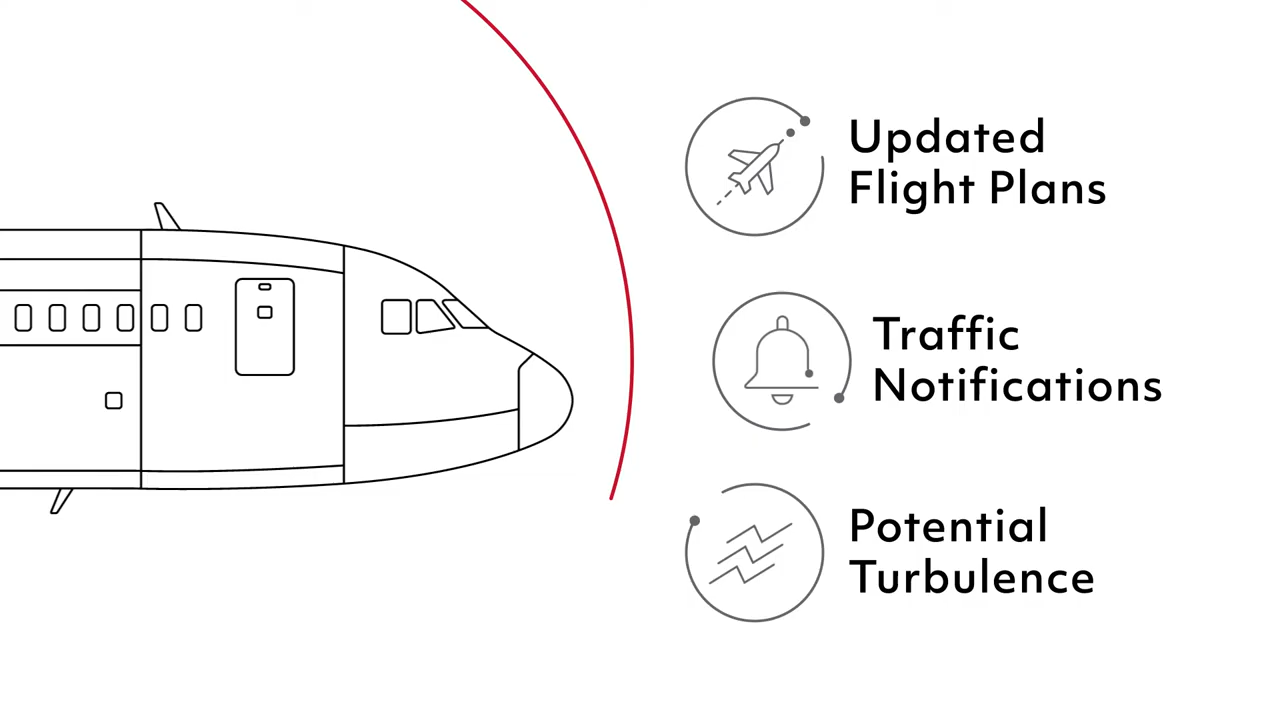 Updated
Flight Plans
Traffic
Notifications
Potential
Turbulence